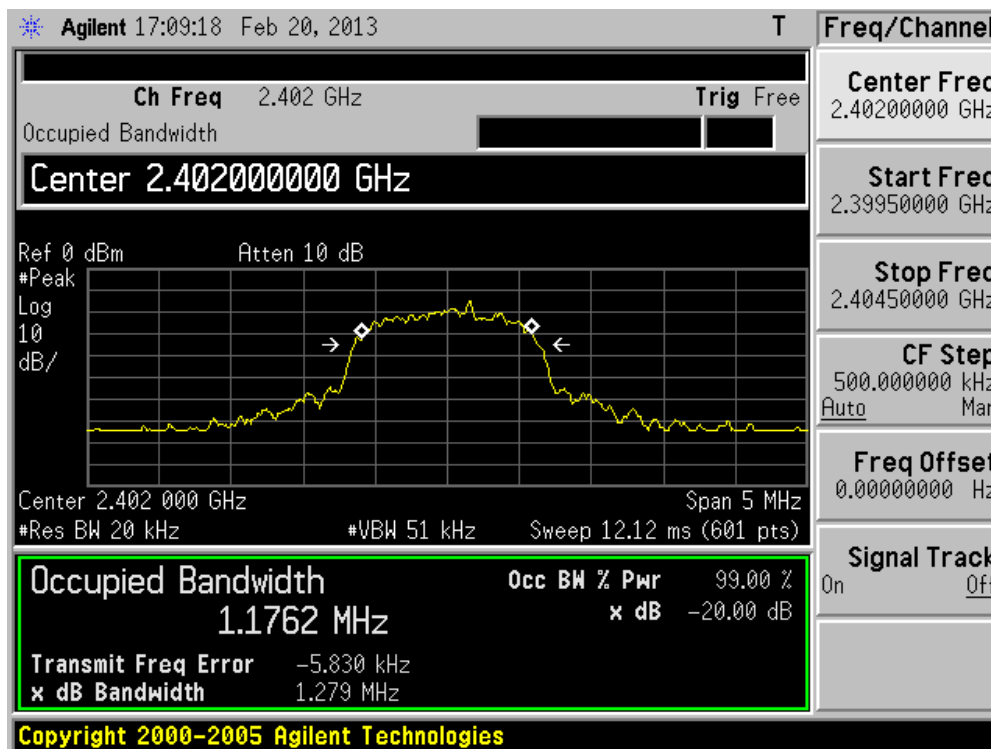 Agilent 17:09:18 Feb 20, 2013 T
Freq/Channel
Ch Freq 2.402 GHz Trig Free
Occupied Bandwidth
Center 2.402000000 GHz
Ref 0 dBm Atten 10 dB
#Peak
Log
10
dB/
Center 2.402 000 GHz Span 5 MHz
#Res BW 20 kHz #VBW 51 kHz Sweep 12.12 ms (601 pts)
Occupied Bandwidth Occ BW % Pwr 99.00 %
1.1762 MHz x dB -20.00 dB
Transmit Freq Error -5.830 kHz
x dB Bandwidth 1.279 MHz
Copyright 2000-2005 Agilent Technologies
Center Freq
2.40200000 GHz
Start Freq
2.39950000 GHz
Stop Freq
2.40450000 GHz
CF Step
500.000000 kHz
Auto Man
Freq Offset
0.00000000 Hz
Signal Track
On Off